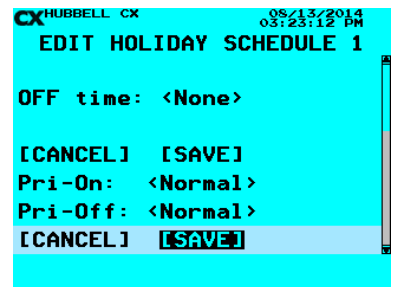 CX HUBBELL CX 08/13/2014
03:23:12 PM
EDIT HOLIDAY SCHEDULE 1
OFF time: <None>
[CANCEL] [SAVE]
Pri-On: <Normal>
Pri-Off: <Normal>
[CANCEL] [SAVE]